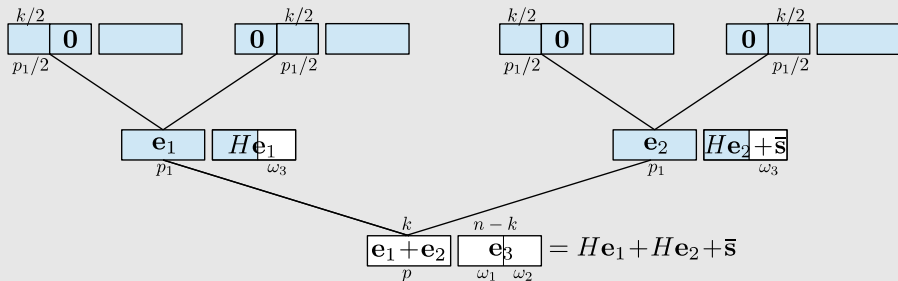 k/2 k/2 k/2 k/2
0 0 0 0
p₁/2 p₁/2 p₁/2 p₁/2
e₁ He₁ e₂ He₂+s̄
p₁ ω₃ p₁ ω₃
k n − k
e₁+e₂ e₃ = He₁+He₂+s̄
p ω₁ ω₂